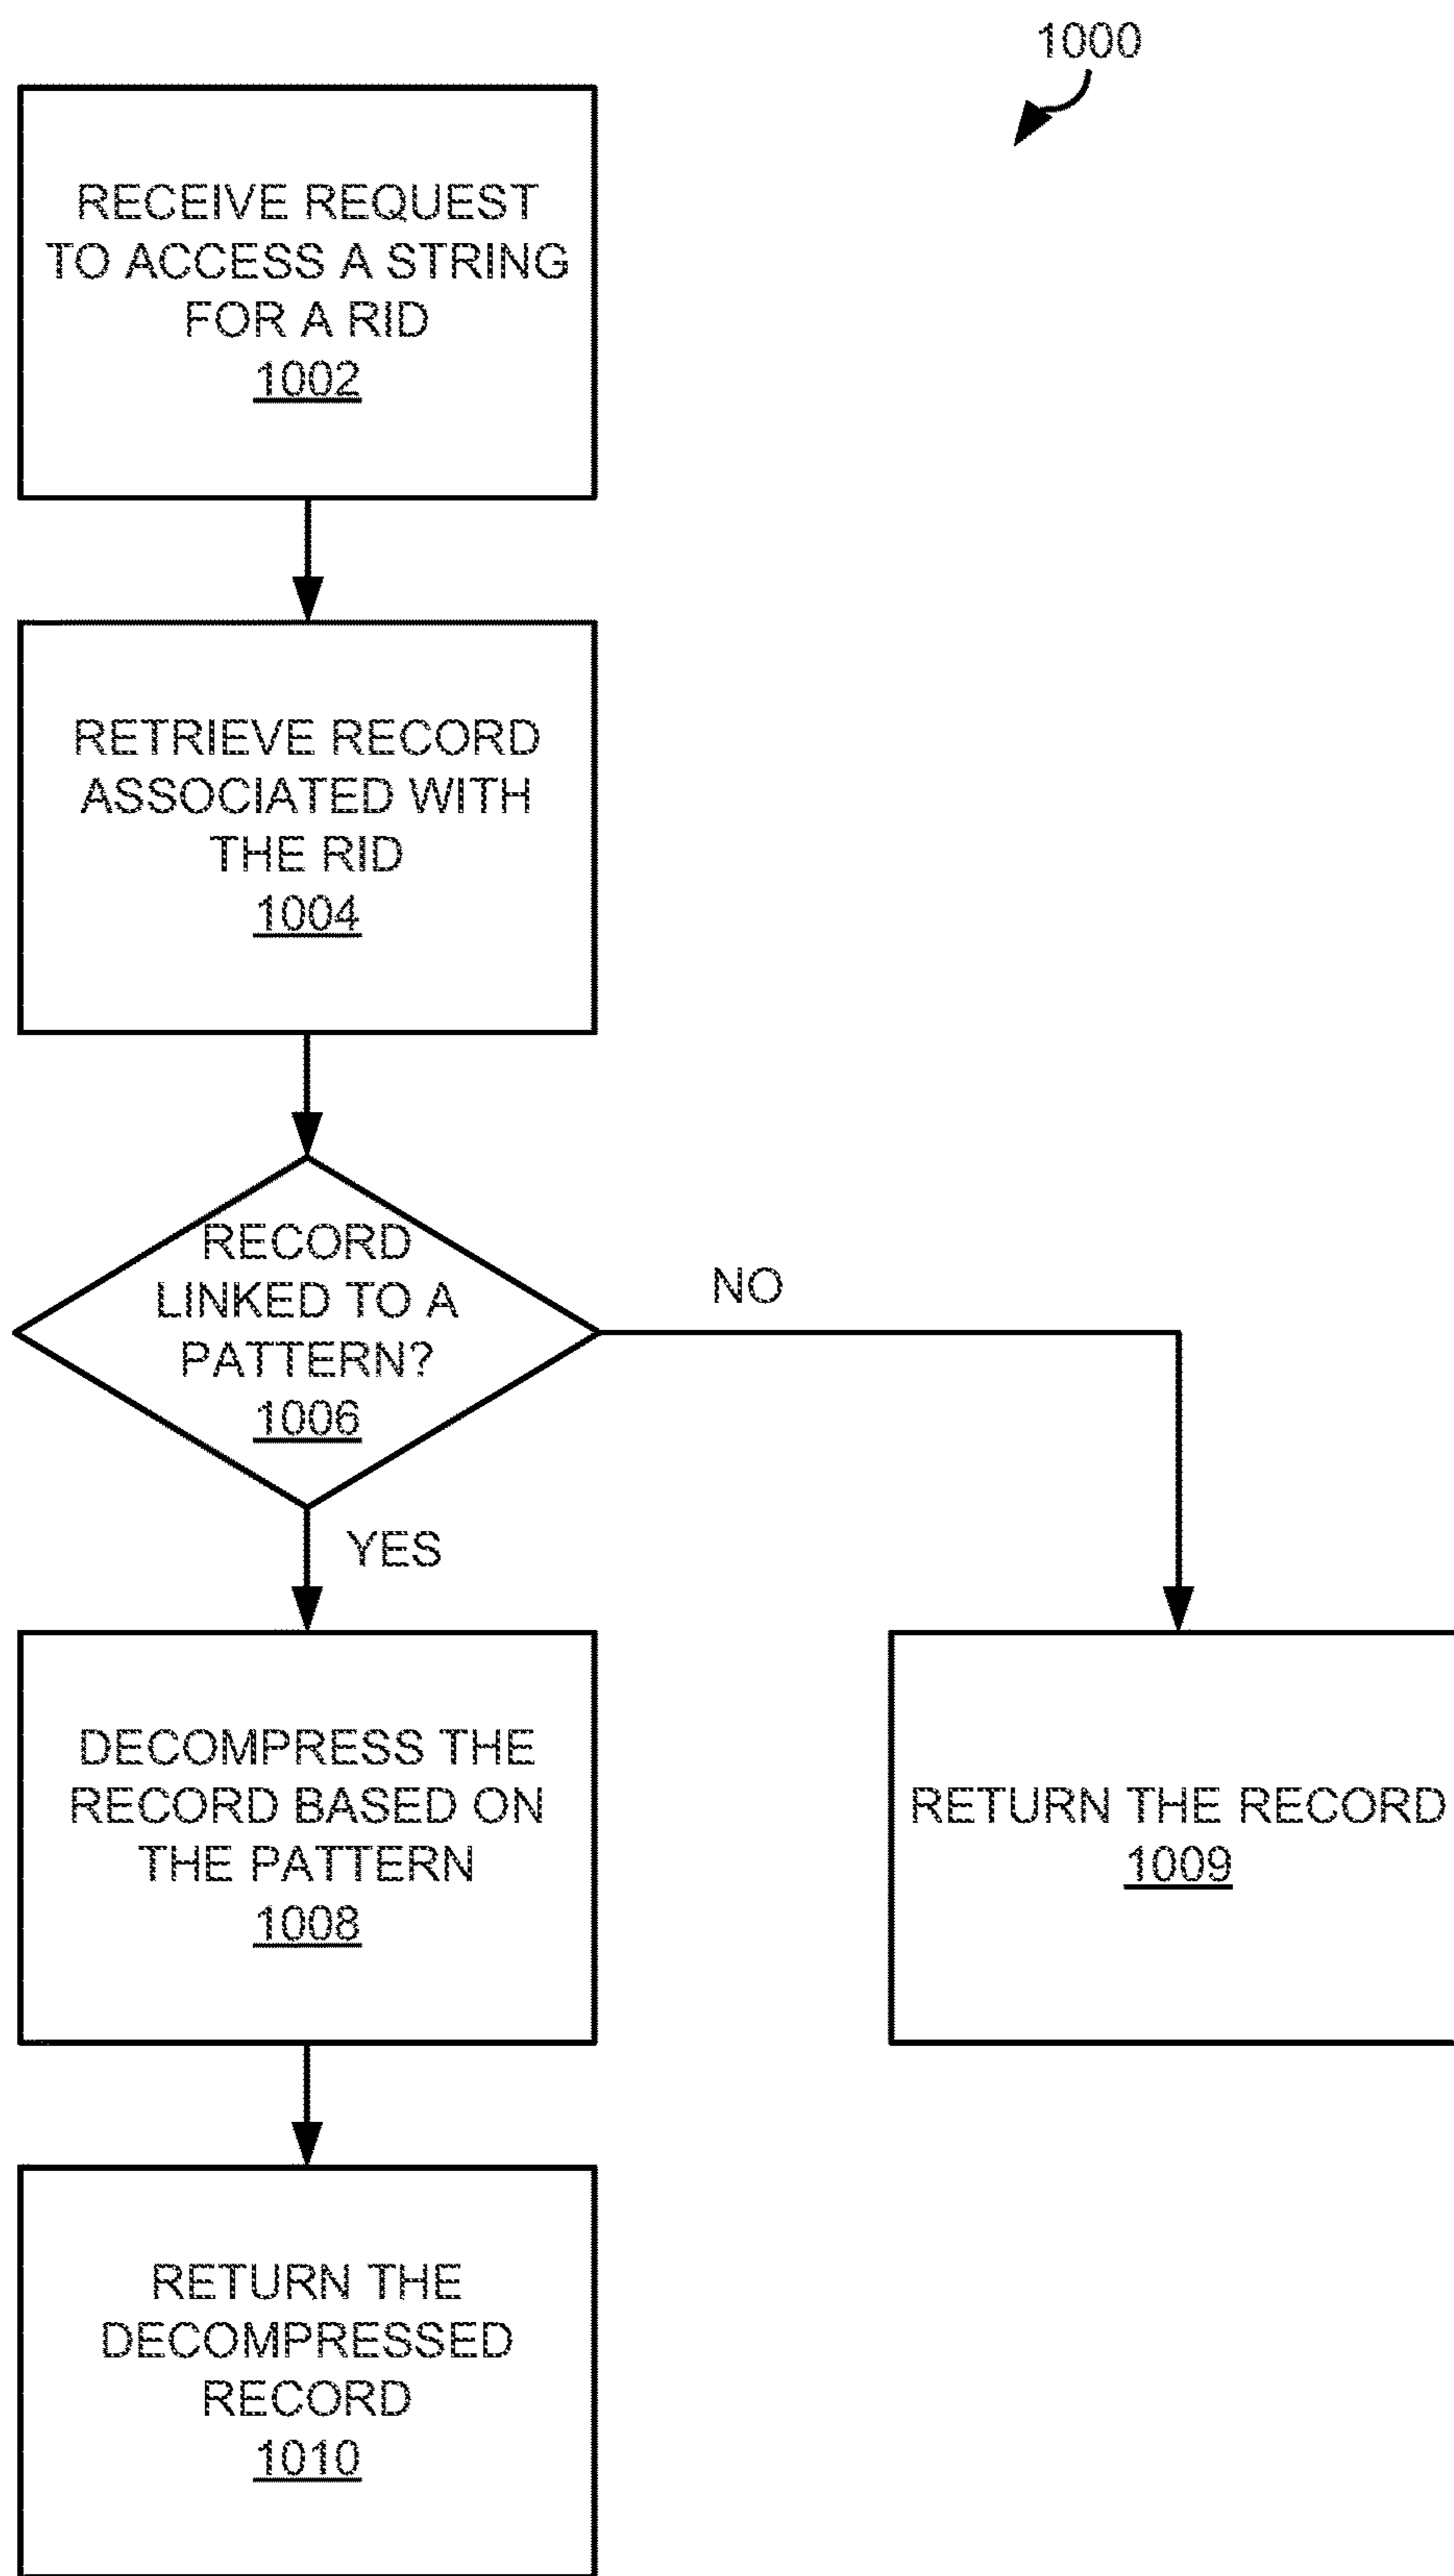 1000
RECEIVE REQUEST
TO ACCESS A STRING
FOR A RID
1002
RETRIEVE RECORD
ASSOCIATED WITH
THE RID
1004
RECORD
LINKED TO A
PATTERN?
1006
NO
YES
DECOMPRESS THE
RECORD BASED ON
THE PATTERN
1008
RETURN THE RECORD
1009
RETURN THE
DECOMPRESSED
RECORD
1010